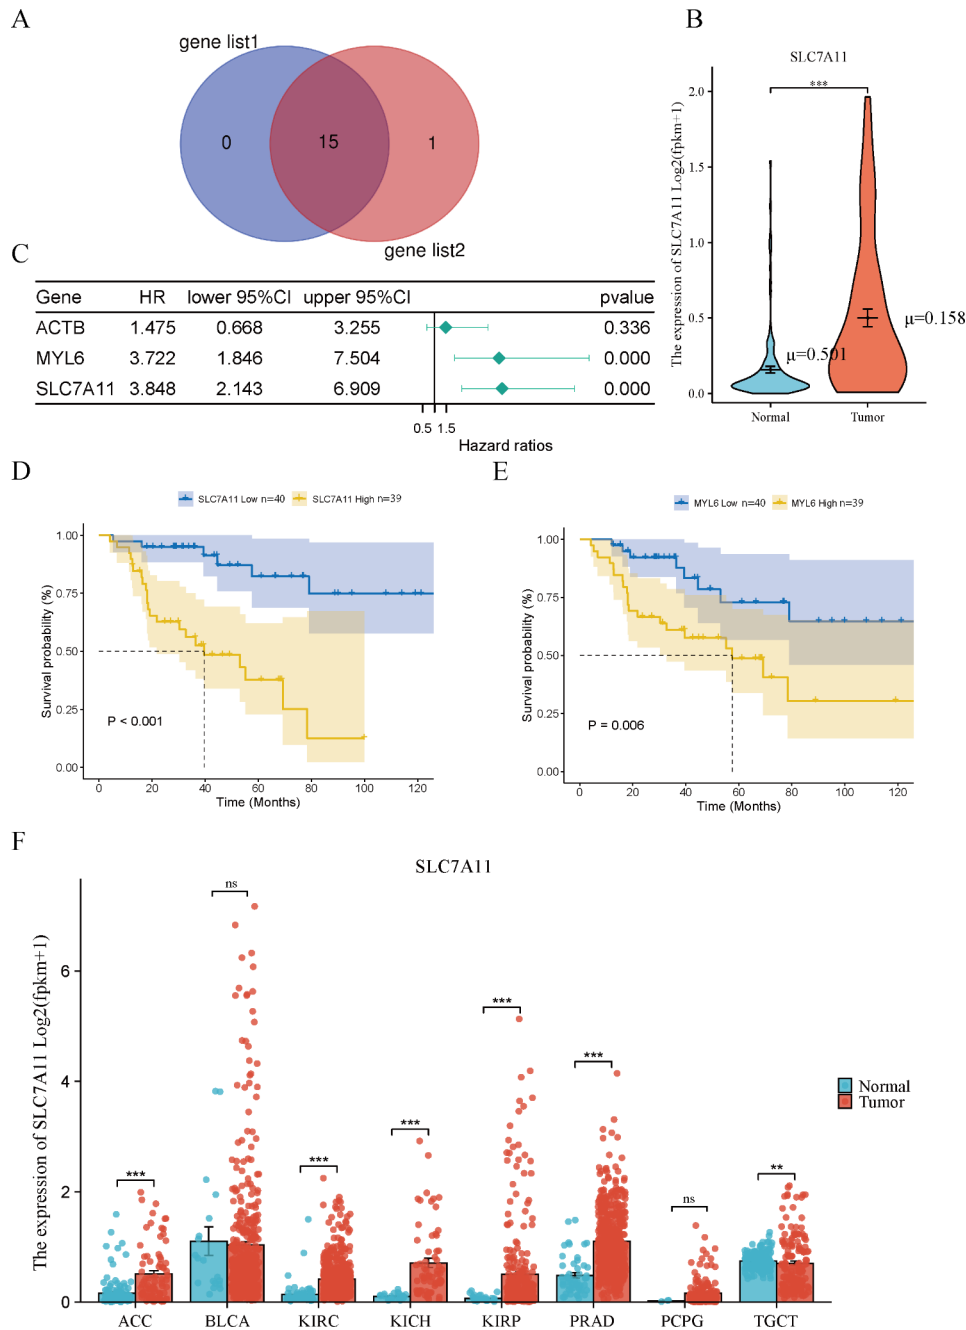 A
gene list1
0
15
1
gene list2
B
SLC7A11
***
The expression of SLC7A11 Log2(fpkm+1)
2.0
1.5
1.0
0.5
0.0
μ=0.501
μ=0.158
Normal
Tumor
C
Gene HR lower 95%CI upper 95%CI pvalue
ACTB 1.475 0.668 3.255 0.336
MYL6 3.722 1.846 7.504 0.000
SLC7A11 3.848 2.143 6.909 0.000
0.5 1.5
Hazard ratios
D
SLC7A11 Low n=40 SLC7A11 High n=39
Survival probability (%)
1.00
0.75
0.50
0.25
0.00
P < 0.001
0 20 40 60 80 100 120
Time (Months)
E
MYL6 Low n=40 MYL6 High n=39
Survival probability (%)
1.00
0.75
0.50
0.25
0.00
P = 0.006
0 20 40 60 80 100 120
Time (Months)
F
SLC7A11
The expression of SLC7A11 Log2(fpkm+1)
6
4
2
0
***
ns
***
***
***
***
ns
**
Normal
Tumor
ACC BLCA KIRC KICH KIRP PRAD PCPG TGCT